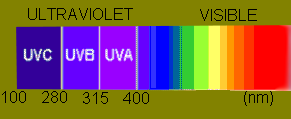 ULTRAVIOLET VISIBLE
UVC UVB UVA
100 280 315 400 (nm)